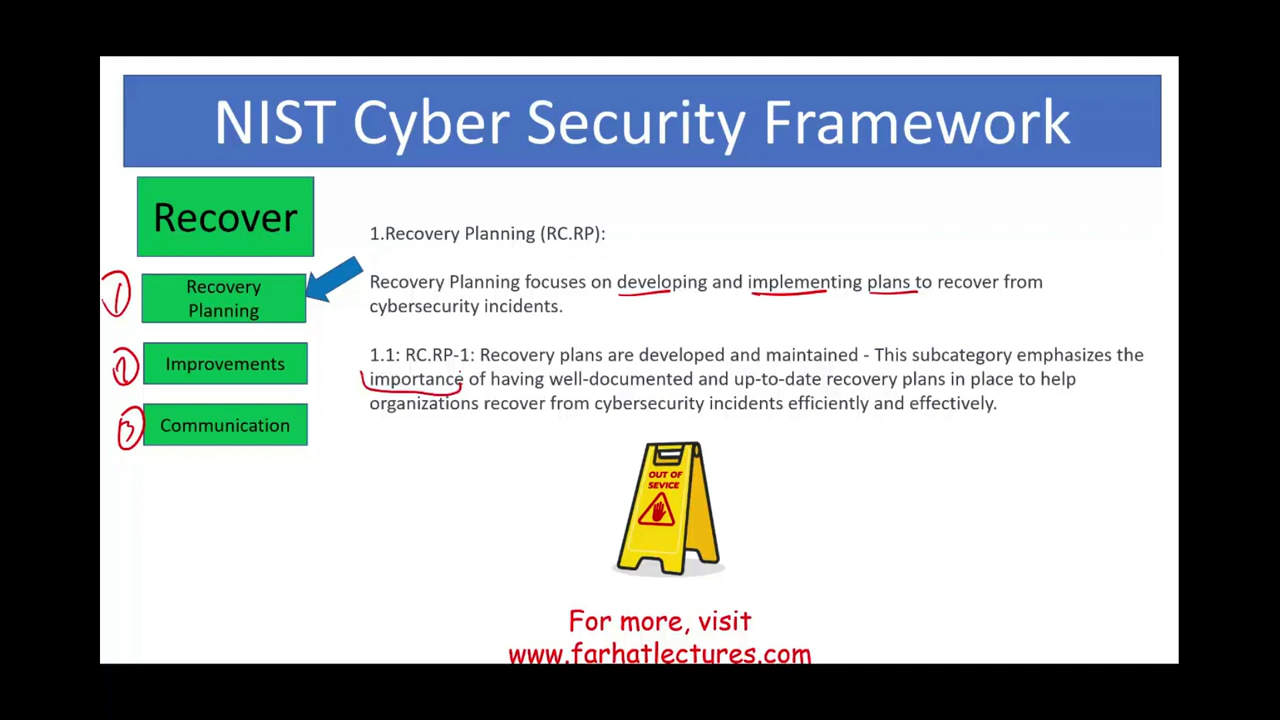 NIST Cyber Security Framework
Recover
1.Recovery Planning (RC.RP):
Recovery
Planning
Recovery Planning focuses on developing and implementing plans to recover from
cybersecurity incidents.
1
1.1: RC.RP-1: Recovery plans are developed and maintained - This subcategory emphasizes the
importance of having well-documented and up-to-date recovery plans in place to help
organizations recover from cybersecurity incidents efficiently and effectively.
Improvements
2
Communication
3
OUT OF
SEVICE
For more, visit
www.farhatlectures.com